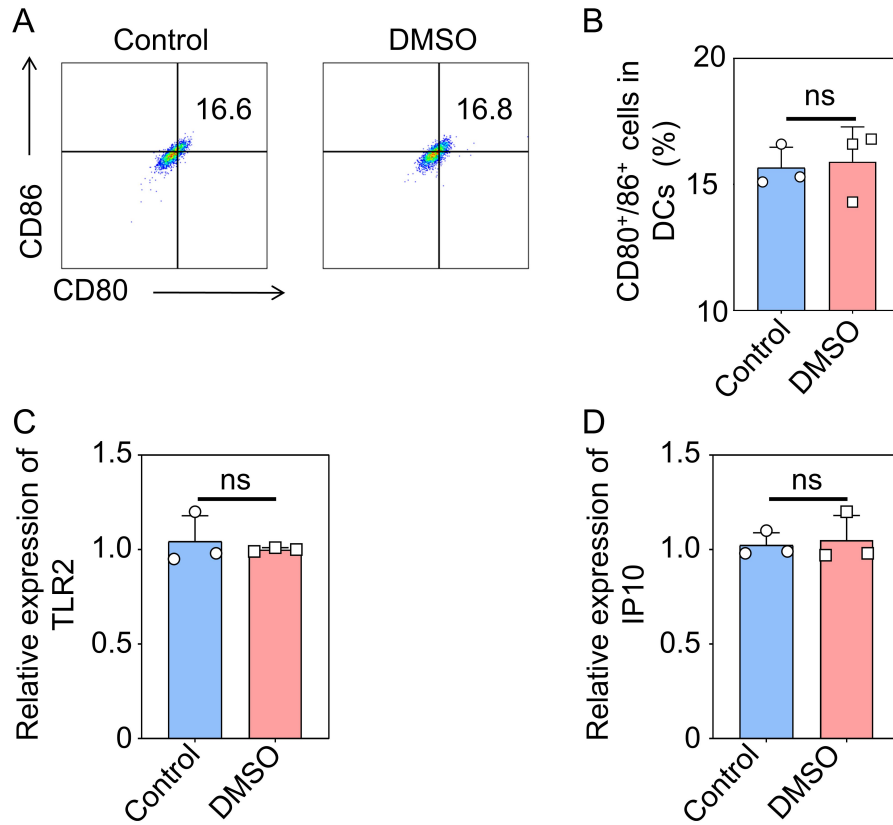 A
Control
DMSO
16.6
16.8
CD86
CD80
B
CD80⁺/86⁺ cells in
DCs (%)
20
15
10
ns
Control
DMSO
C
Relative expression of
TLR2
1.5
1.0
0.5
0
ns
Control
DMSO
D
Relative expression of
IP10
1.5
1.0
0.5
0
ns
Control
DMSO